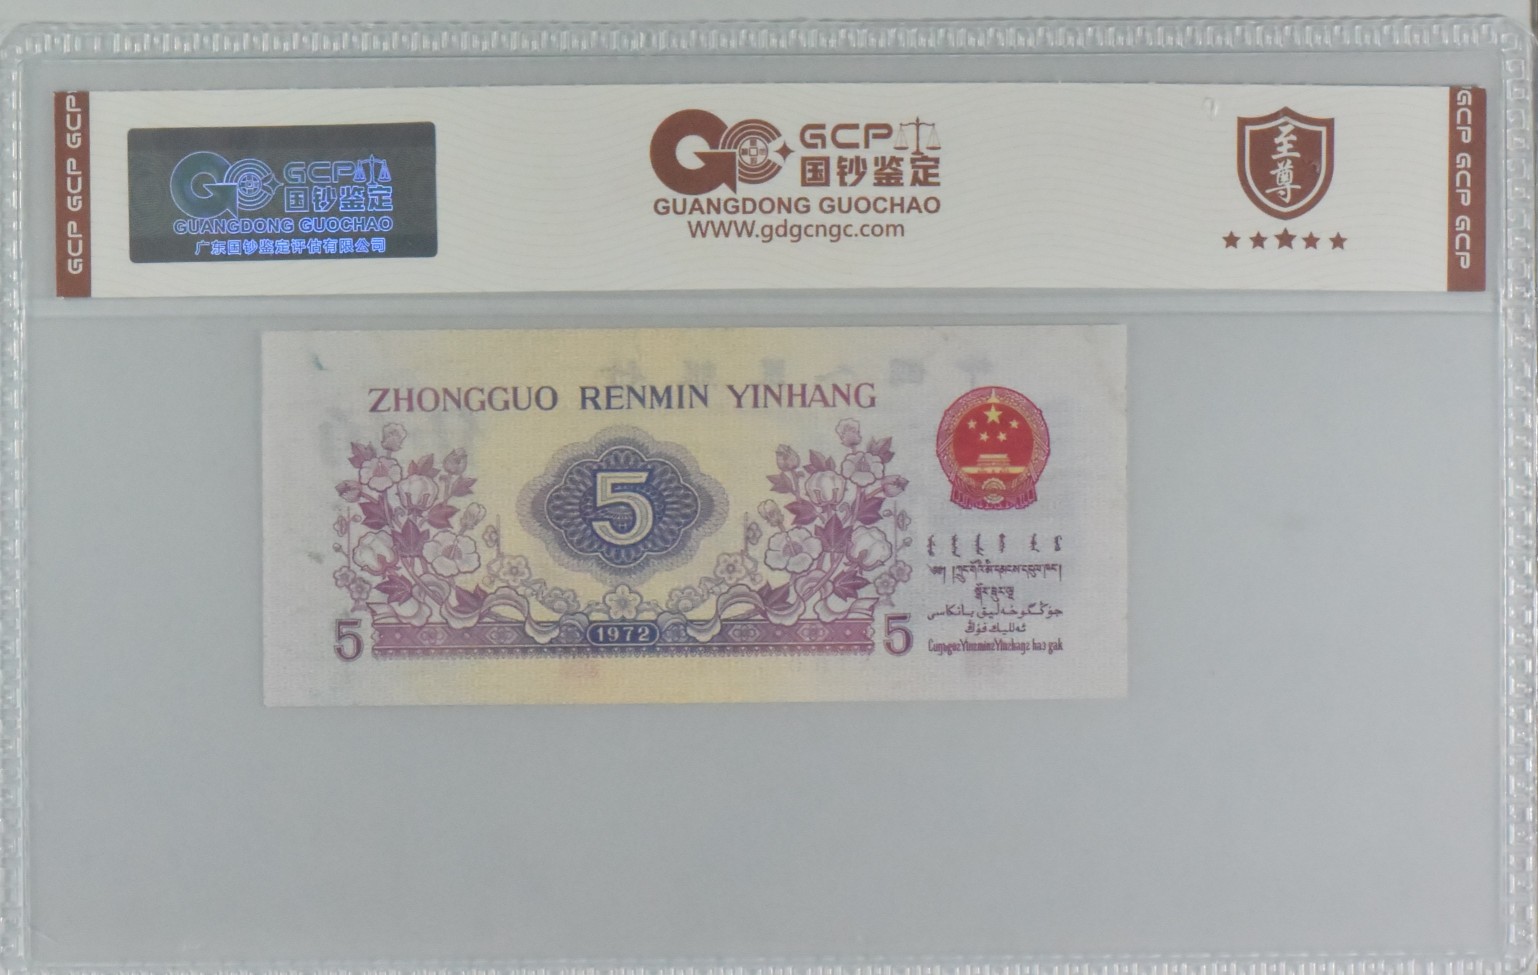 GCP GCP GCP
GCP
国钞鉴定
GUANGDONG GUOCHAO
广东国钞鉴定评估有限公司
GCP
国钞鉴定
GUANGDONG GUOCHAO
WWW.gdgcngc.com
至尊
GCP GCP GCP
ZHONGGUO RENMIN YINHANG
5
1972
5
5